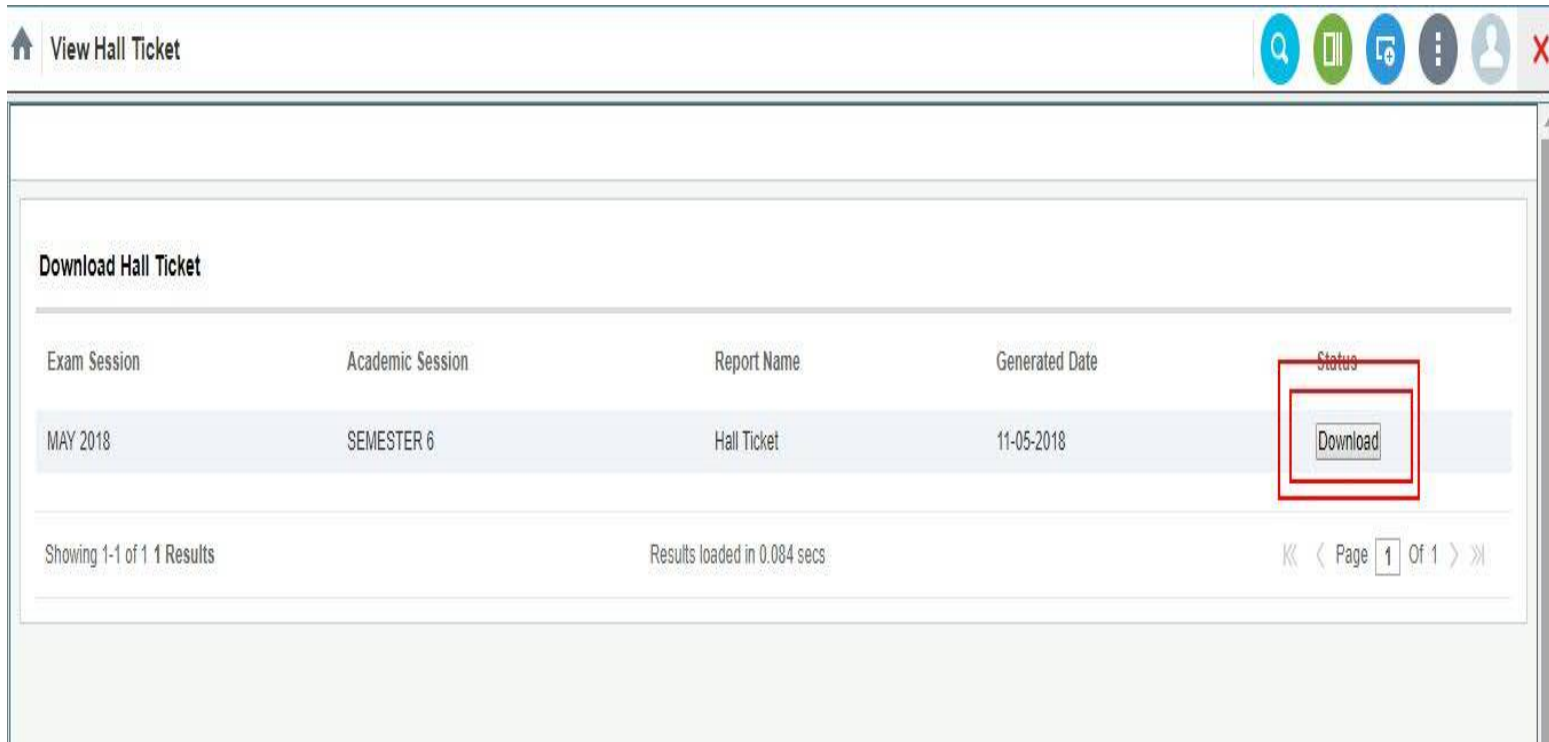 View Hall Ticket
Download Hall Ticket
Exam Session Academic Session Report Name Generated Date Status
MAY 2018 SEMESTER 6 Hall Ticket 11-05-2018 Download
Showing 1-1 of 1 1 Results Results loaded in 0.084 secs Page 1 Of 1